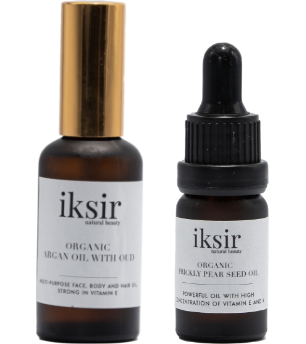 iksir
natural beauty
ORGANIC
ARGAN OIL WITH OUD
MULTI-PURPOSE FACE, BODY AND HAIR OIL
STRONG IN VITAMIN E
iksir
natural beauty
ORGANIC
PRICKLY PEAR SEED OIL
POWERFUL OIL WITH HIGH
CONCENTRATION OF VITAMIN E AND K